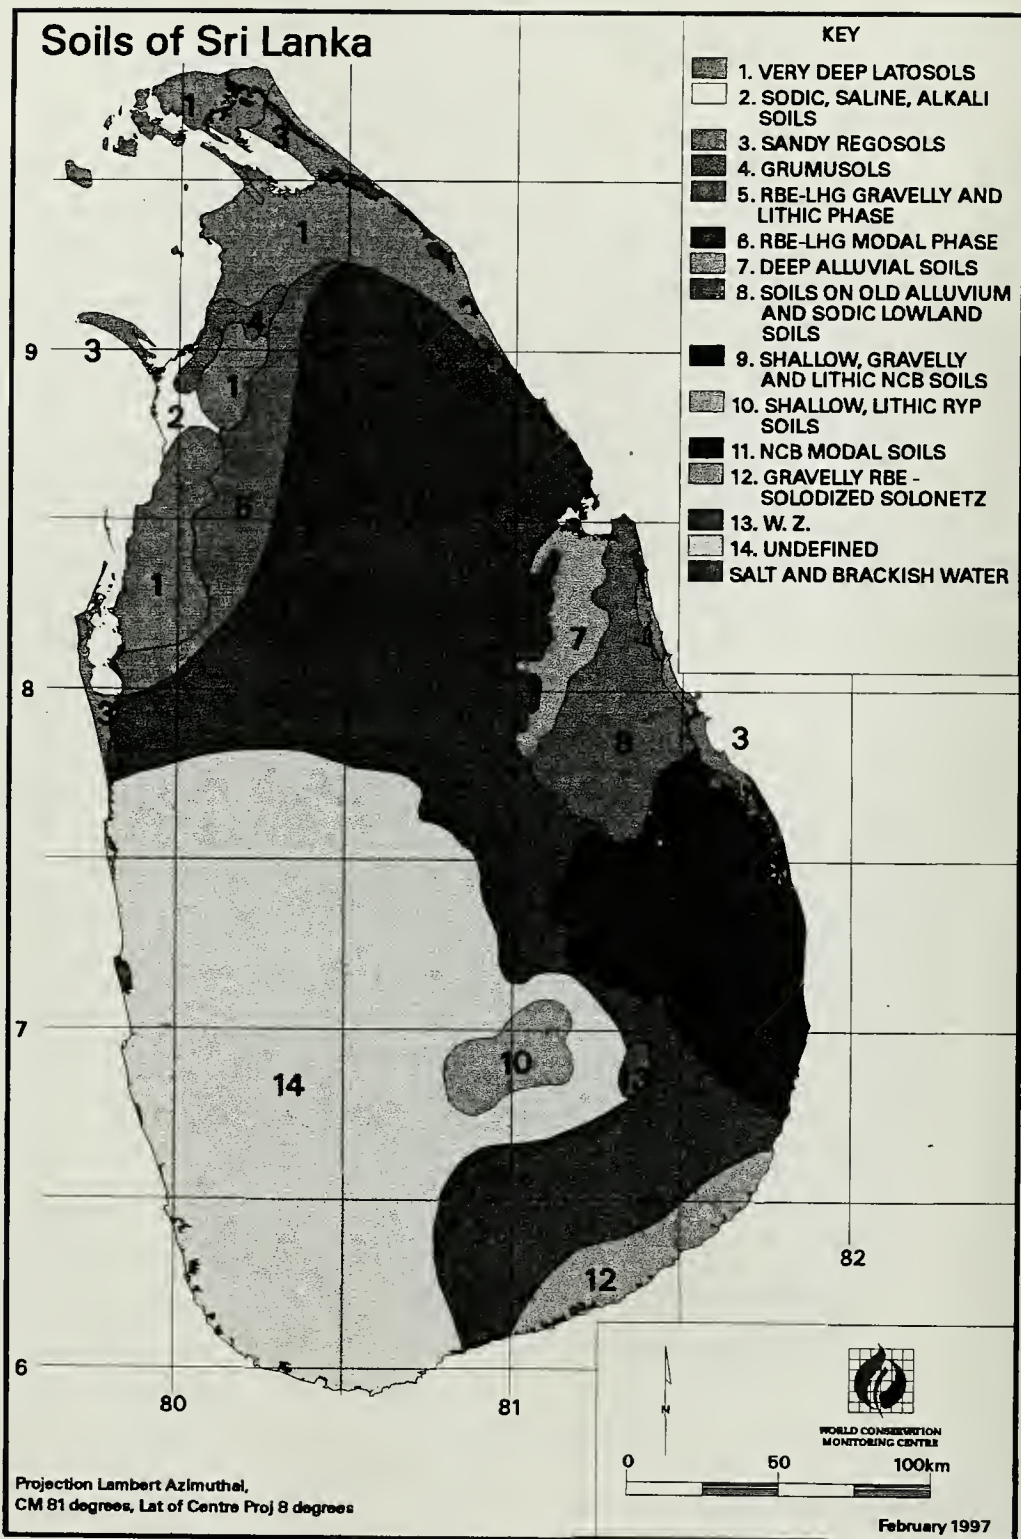 Soils of Sri Lanka
KEY
1. VERY DEEP LATOSOLS
2. SODIC, SALINE, ALKALI
SOILS
3. SANDY REGOSOLS
4. GRUMUSOLS
5. RBE-LHG GRAVELLY AND
LITHIC PHASE
6. RBE-LHG MODAL PHASE
7. DEEP ALLUVIAL SOILS
8. SOILS ON OLD ALLUVIUM
AND SODIC LOWLAND
SOILS
9. SHALLOW, GRAVELLY
AND LITHIC NCB SOILS
10. SHALLOW, LITHIC RYP
SOILS
11. NCB MODAL SOILS
12. GRAVELLY RBE -
SOLODIZED SOLONETZ
13. W. Z.
14. UNDEFINED
SALT AND BRACKISH WATER
1
2
3
1
4
3
9
1
2
1
7
8
3
8
3
7
10
13
14
12
82
6
80
81
N
WORLD CONSERVATION
MONITORING CENTRE
0 50 100km
Projection Lambert Azimuthal,
CM 81 degrees, Lat of Centre Proj 8 degrees
February 1997